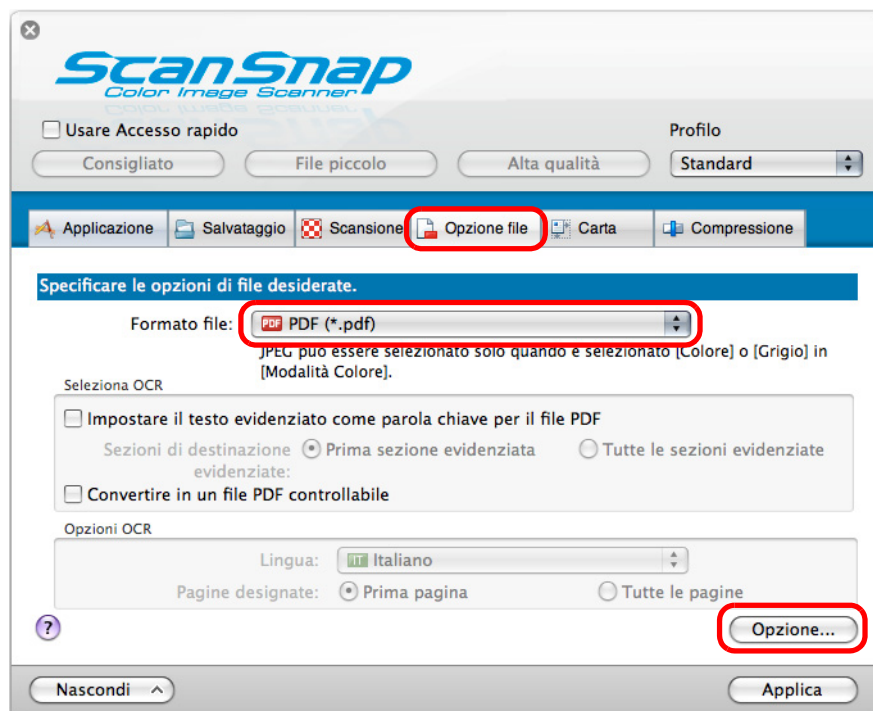 ScanSnap
Color Image Scanner
Usare Accesso rapido
Profilo
Consigliato File piccolo Alta qualità Standard
Applicazione Salvataggio Scansione Opzione file Carta Compressione
Specificare le opzioni di file desiderate.
Formato file: PDF PDF (*.pdf)
JPEG può essere selezionato solo quando è selezionato [Colore] o [Grigio] in
[Modalità Colore].
Seleziona OCR
Impostare il testo evidenziato come parola chiave per il file PDF
Sezioni di destinazione Prima sezione evidenziata Tutte le sezioni evidenziate
evidenziate:
Convertire in un file PDF controllabile
Opzioni OCR
Lingua: IT Italiano
Pagine designate: Prima pagina Tutte le pagine
? Opzione...
Nascondi Applica